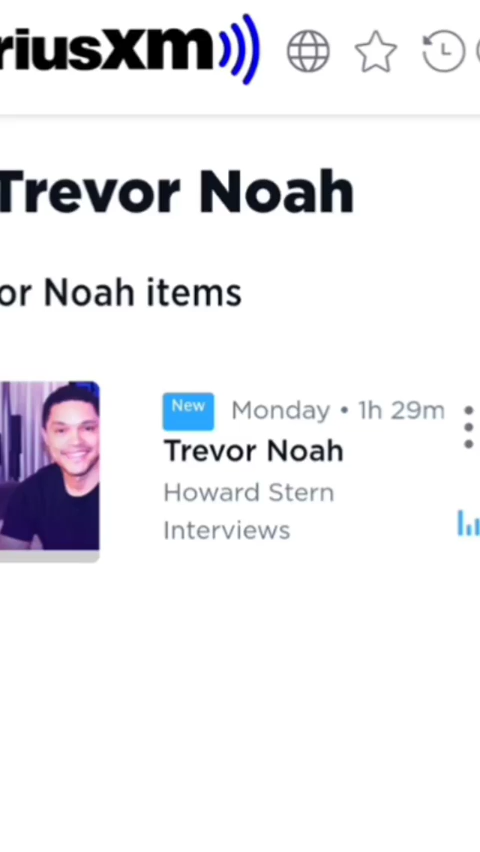 riusxm
Trevor Noah
or Noah items
New Monday • 1h 29m
Trevor Noah
Howard Stern
Interviews